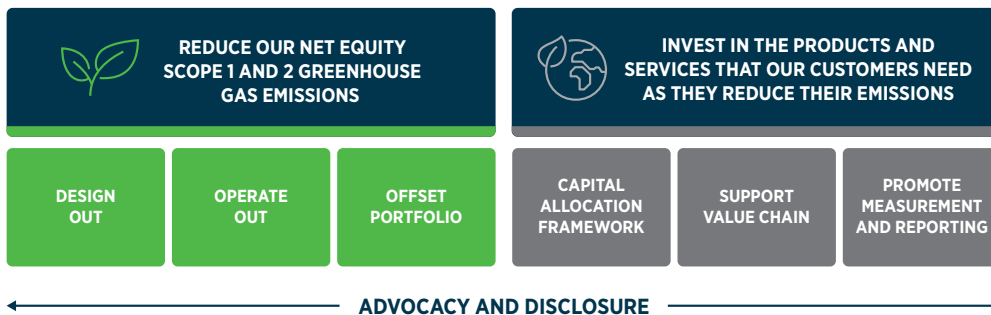 REDUCE OUR NET EQUITY
SCOPE 1 AND 2 GREENHOUSE
GAS EMISSIONS
INVEST IN THE PRODUCTS AND
SERVICES THAT OUR CUSTOMERS NEED
AS THEY REDUCE THEIR EMISSIONS
DESIGN
OUT
OPERATE
OUT
OFFSET
PORTFOLIO
CAPITAL
ALLOCATION
FRAMEWORK
SUPPORT
VALUE CHAIN
PROMOTE
MEASUREMENT
AND REPORTING
ADVOCACY AND DISCLOSURE